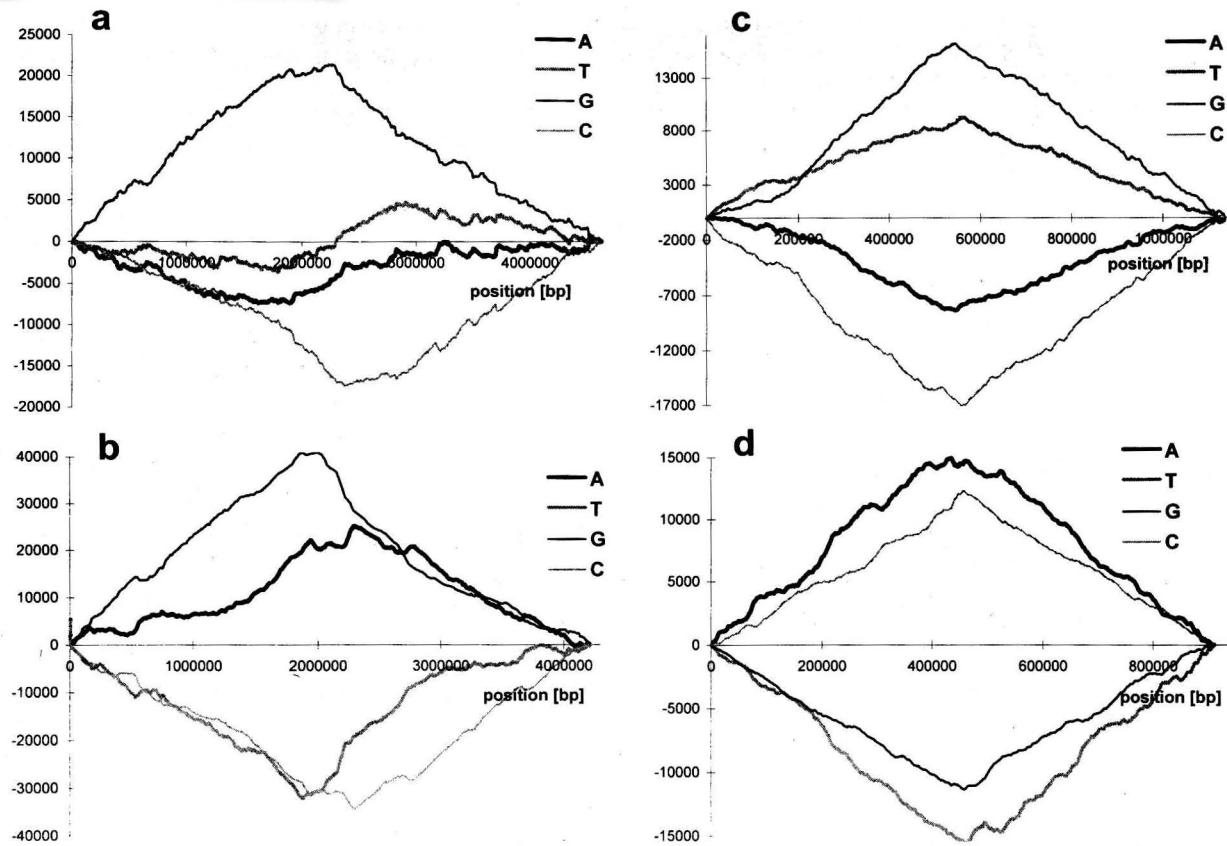 a
25000
20000
15000
10000
5000
0
-5000
-10000
-15000
-20000
0
1000000
2000000
3000000
4000000
position [bp]
A
T
G
C
c
13000
8000
3000
-2000
-7000
-12000
-17000
0
200000
400000
600000
800000
1000000
position [bp]
A
T
G
C
b
40000
30000
20000
10000
0
-10000
-20000
-30000
-40000
0
1000000
2000000
3000000
4000000
position [bp]
A
T
G
C
d
15000
10000
5000
0
-5000
-10000
-15000
0
200000
400000
600000
800000
position [bp]
A
T
G
C